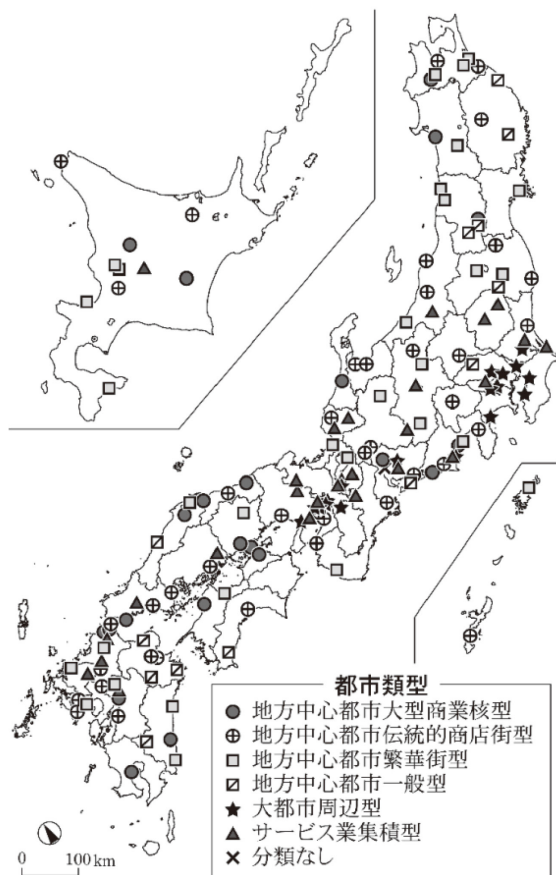 都市類型
地方中心都市大型商業核型
地方中心都市伝統的商店街型
地方中心都市繁華街型
地方中心都市一般型
大都市周辺型
サービス業集積型
分類なし
0 100 km